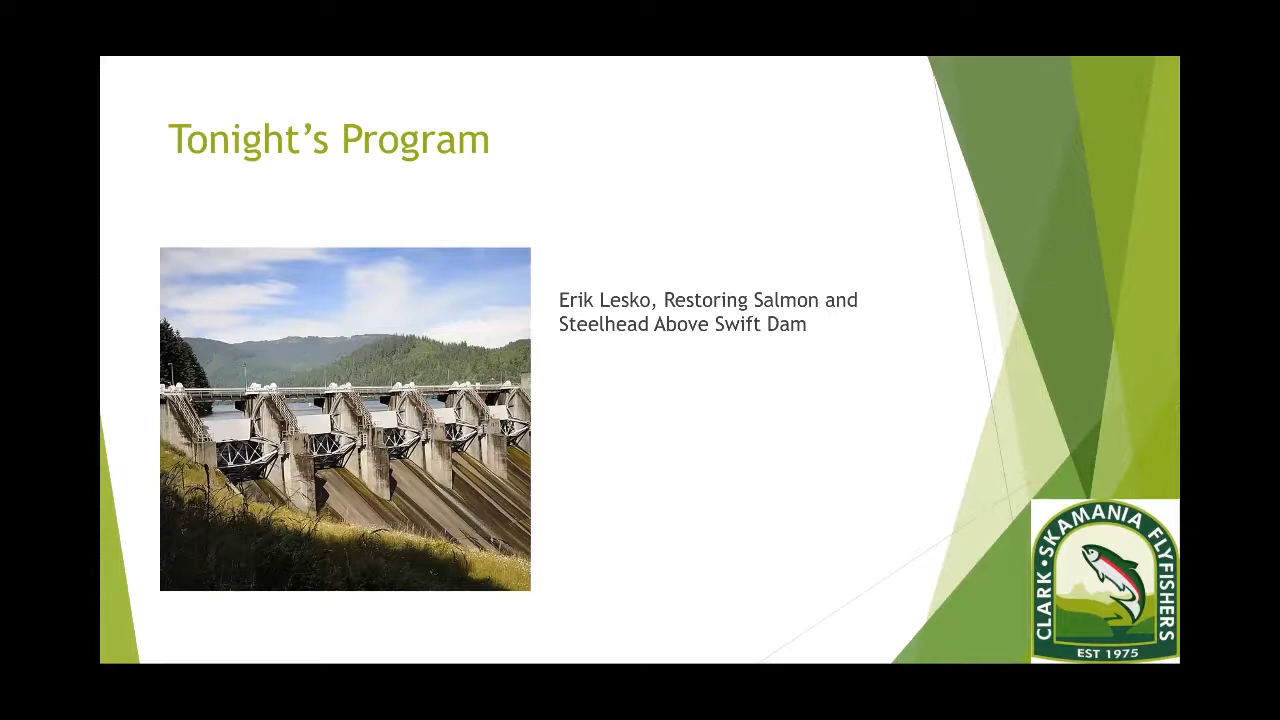 Tonight’s Program
Erik Lesko, Restoring Salmon and
Steelhead Above Swift Dam
CLARK • SKAMANIA FLYFISHERS
EST 1975